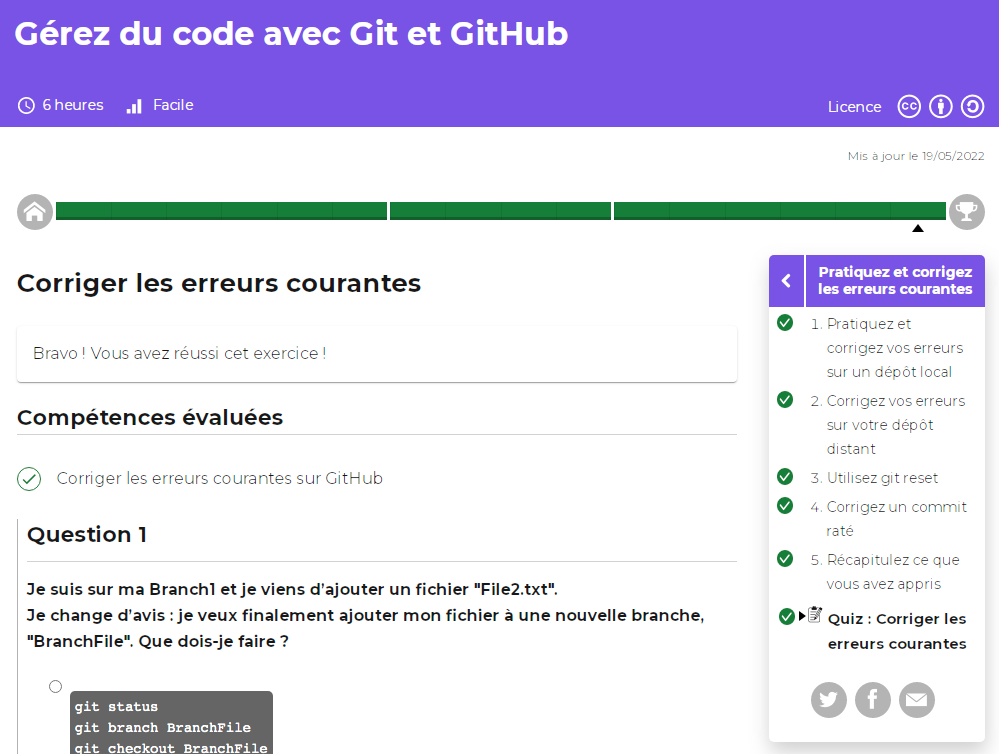 Gérez du code avec Git et GitHub
6 heures
Facile
Licence
Mis à jour le 19/05/2022
Corriger les erreurs courantes
Bravo ! Vous avez réussi cet exercice !
Compétences évaluées
Corriger les erreurs courantes sur GitHub
Question 1
Je suis sur ma Branch1 et je viens d'ajouter un fichier "File2.txt".
Je change d'avis : je veux finalement ajouter mon fichier à une nouvelle branche,
"BranchFile". Que dois-je faire ?
git status
git branch BranchFile
git checkout BranchFile
Pratiquez et corrigez
les erreurs courantes
1. Pratiquez et
corrigez vos erreurs
sur un dépôt local
2. Corrigez vos erreurs
sur votre dépôt
distant
3. Utilisez git reset
4. Corrigez un commit
raté
5. Récapitulez ce que
vous avez appris
Quiz : Corriger les
erreurs courantes